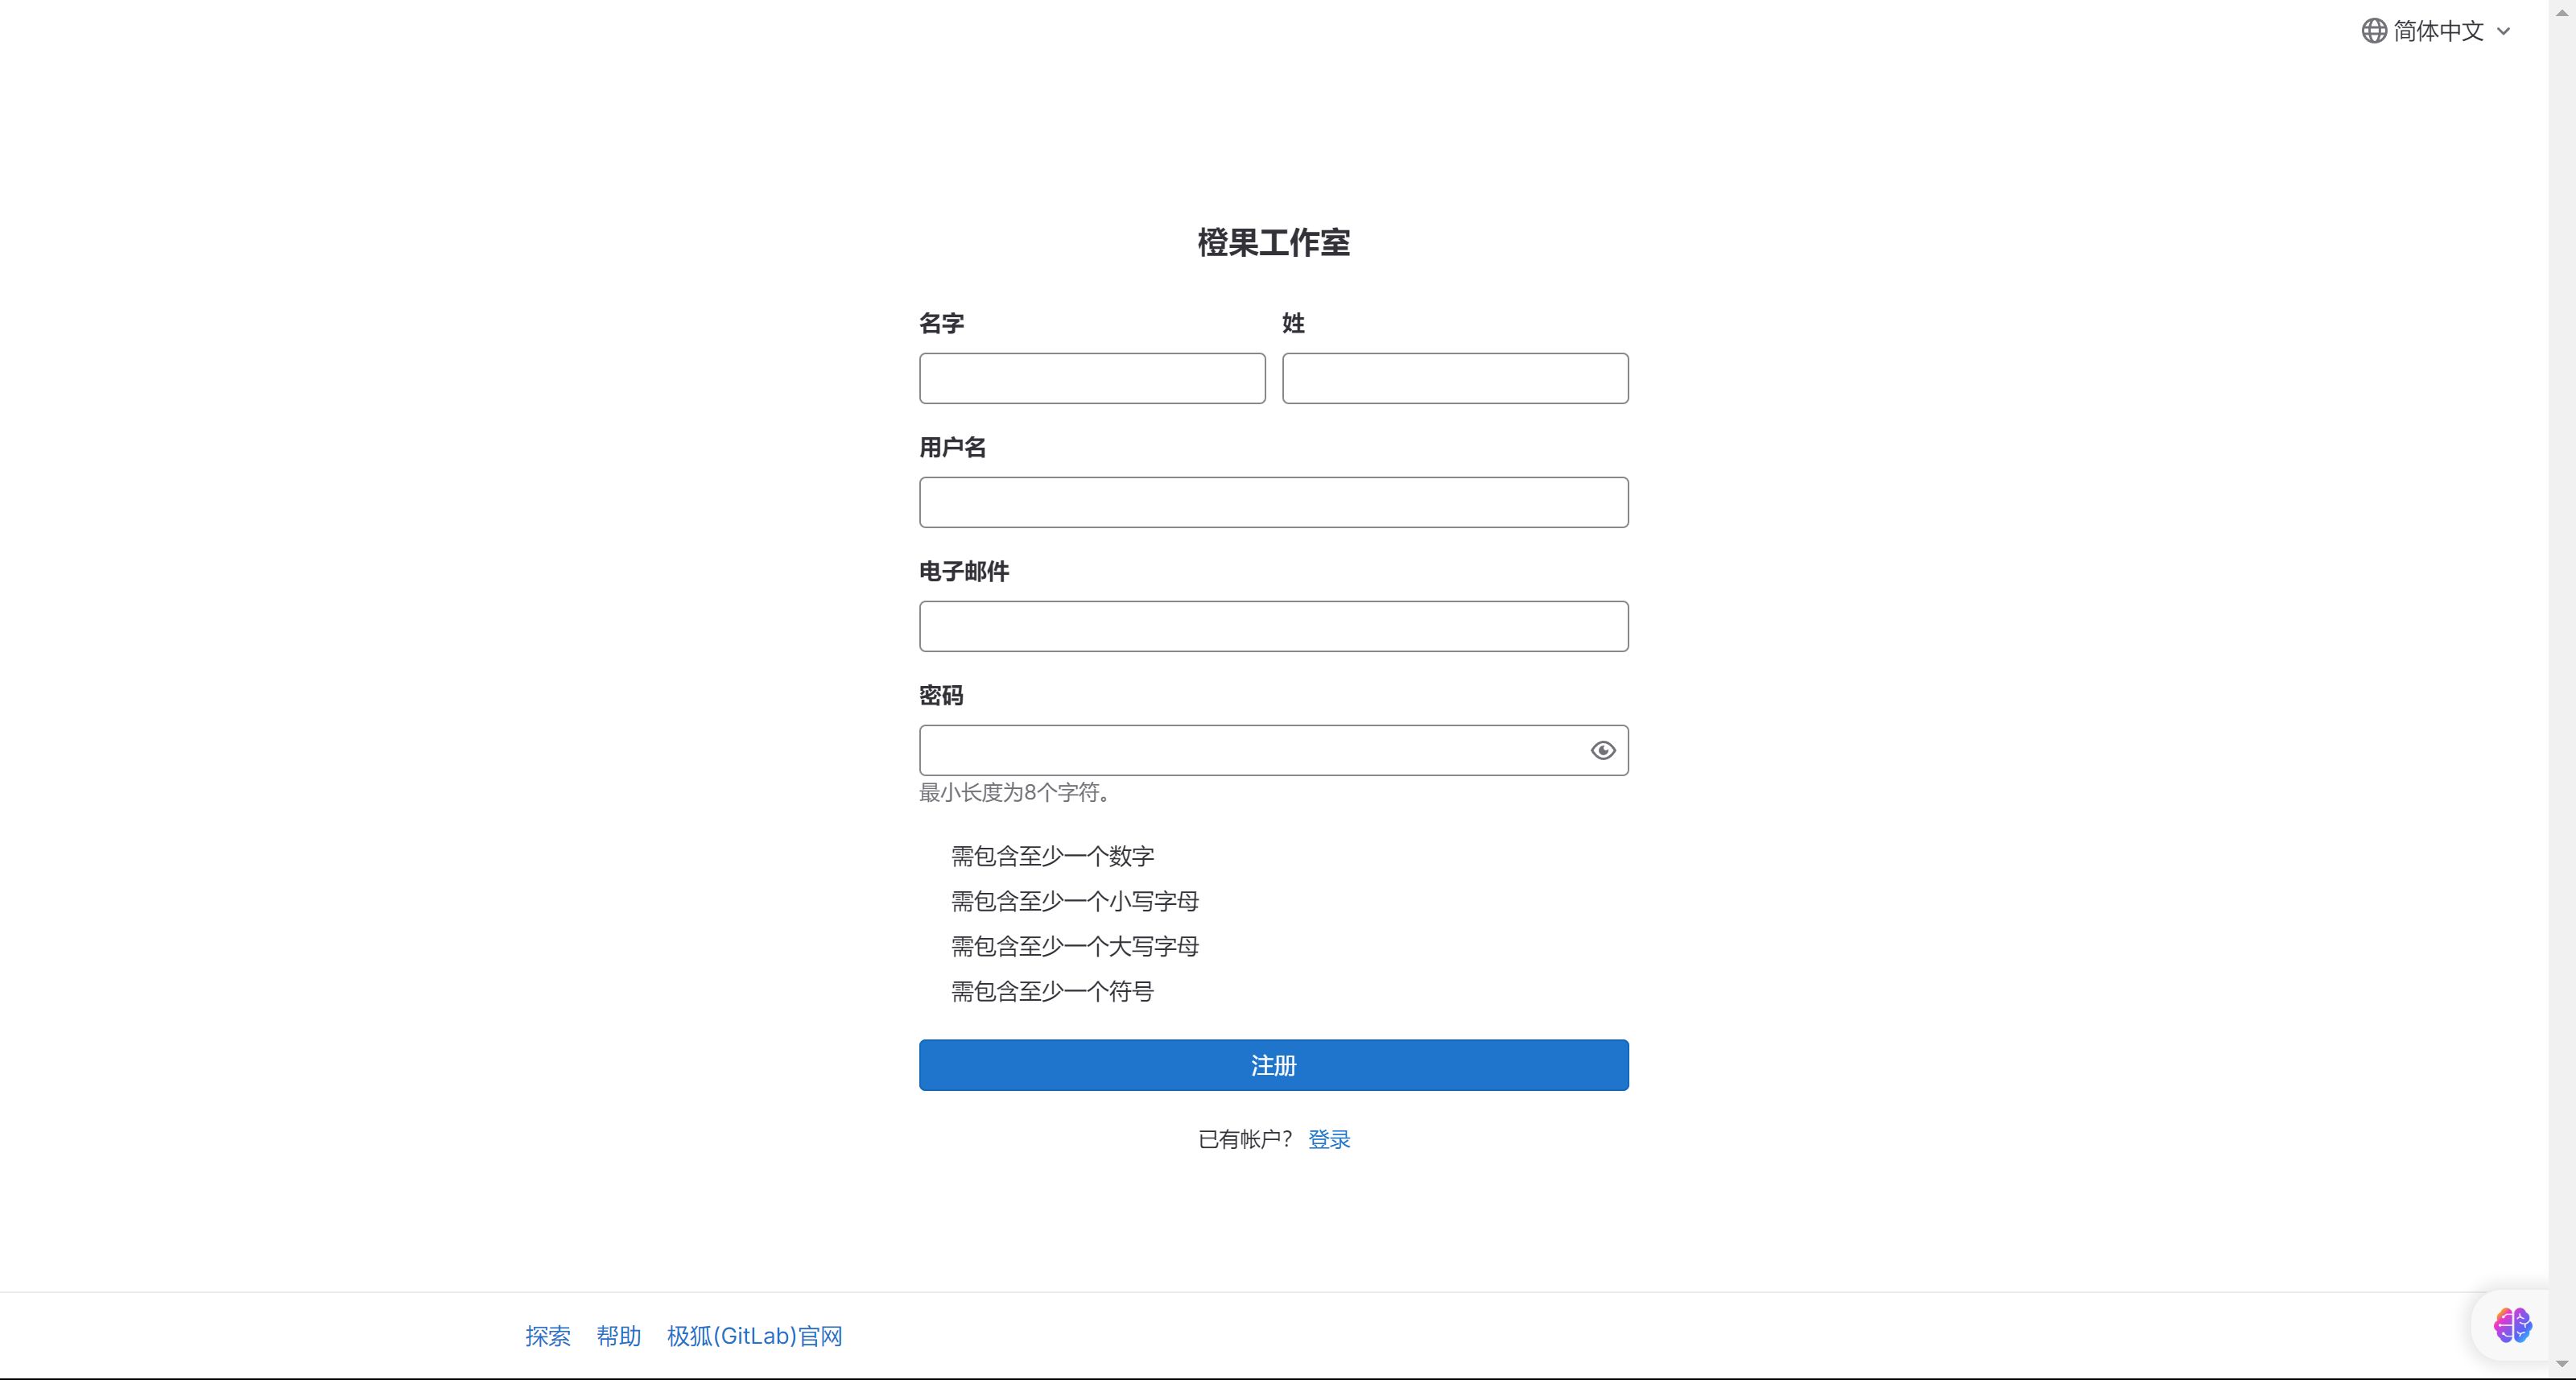 简体中文
橙果工作室
名字 姓
用户名
电子邮件
密码
最小长度为8个字符。
需包含至少一个数字
需包含至少一个小写字母
需包含至少一个大写字母
需包含至少一个符号
注册
已有帐户？ 登录
探索 帮助 极狐(GitLab)官网